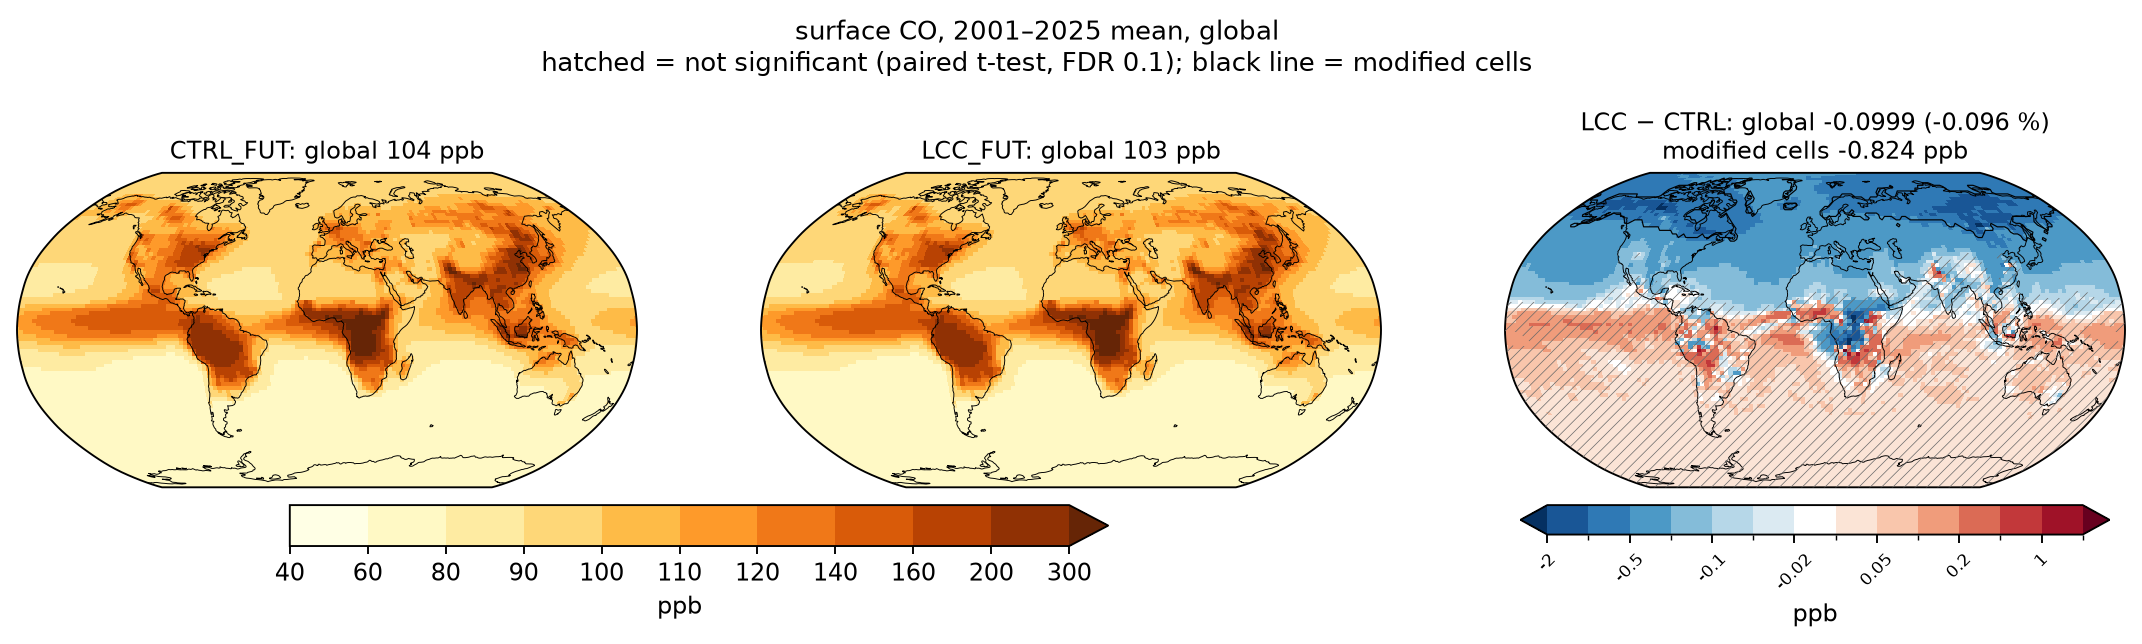 surface CO, 2001–2025 mean, global
hatched = not significant (paired t-test, FDR 0.1); black line = modified cells
CTRL_FUT: global 104 ppb
LCC_FUT: global 103 ppb
LCC − CTRL: global -0.0999 (-0.096 %)
modified cells -0.824 ppb
40 60 80 90 100 110 120 140 160 200 300
ppb
-2 -0.5 -0.1 -0.02 0.05 0.2 1
ppb